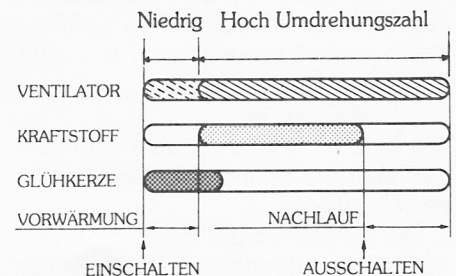 Niedrig Hoch Umdrehungszahl
VENTILATOR
KRAFTSTOFF
GLÜHKERZE
VORWÄRMUNG NACHLAUF
EINSCHALTEN AUSSCHALTEN